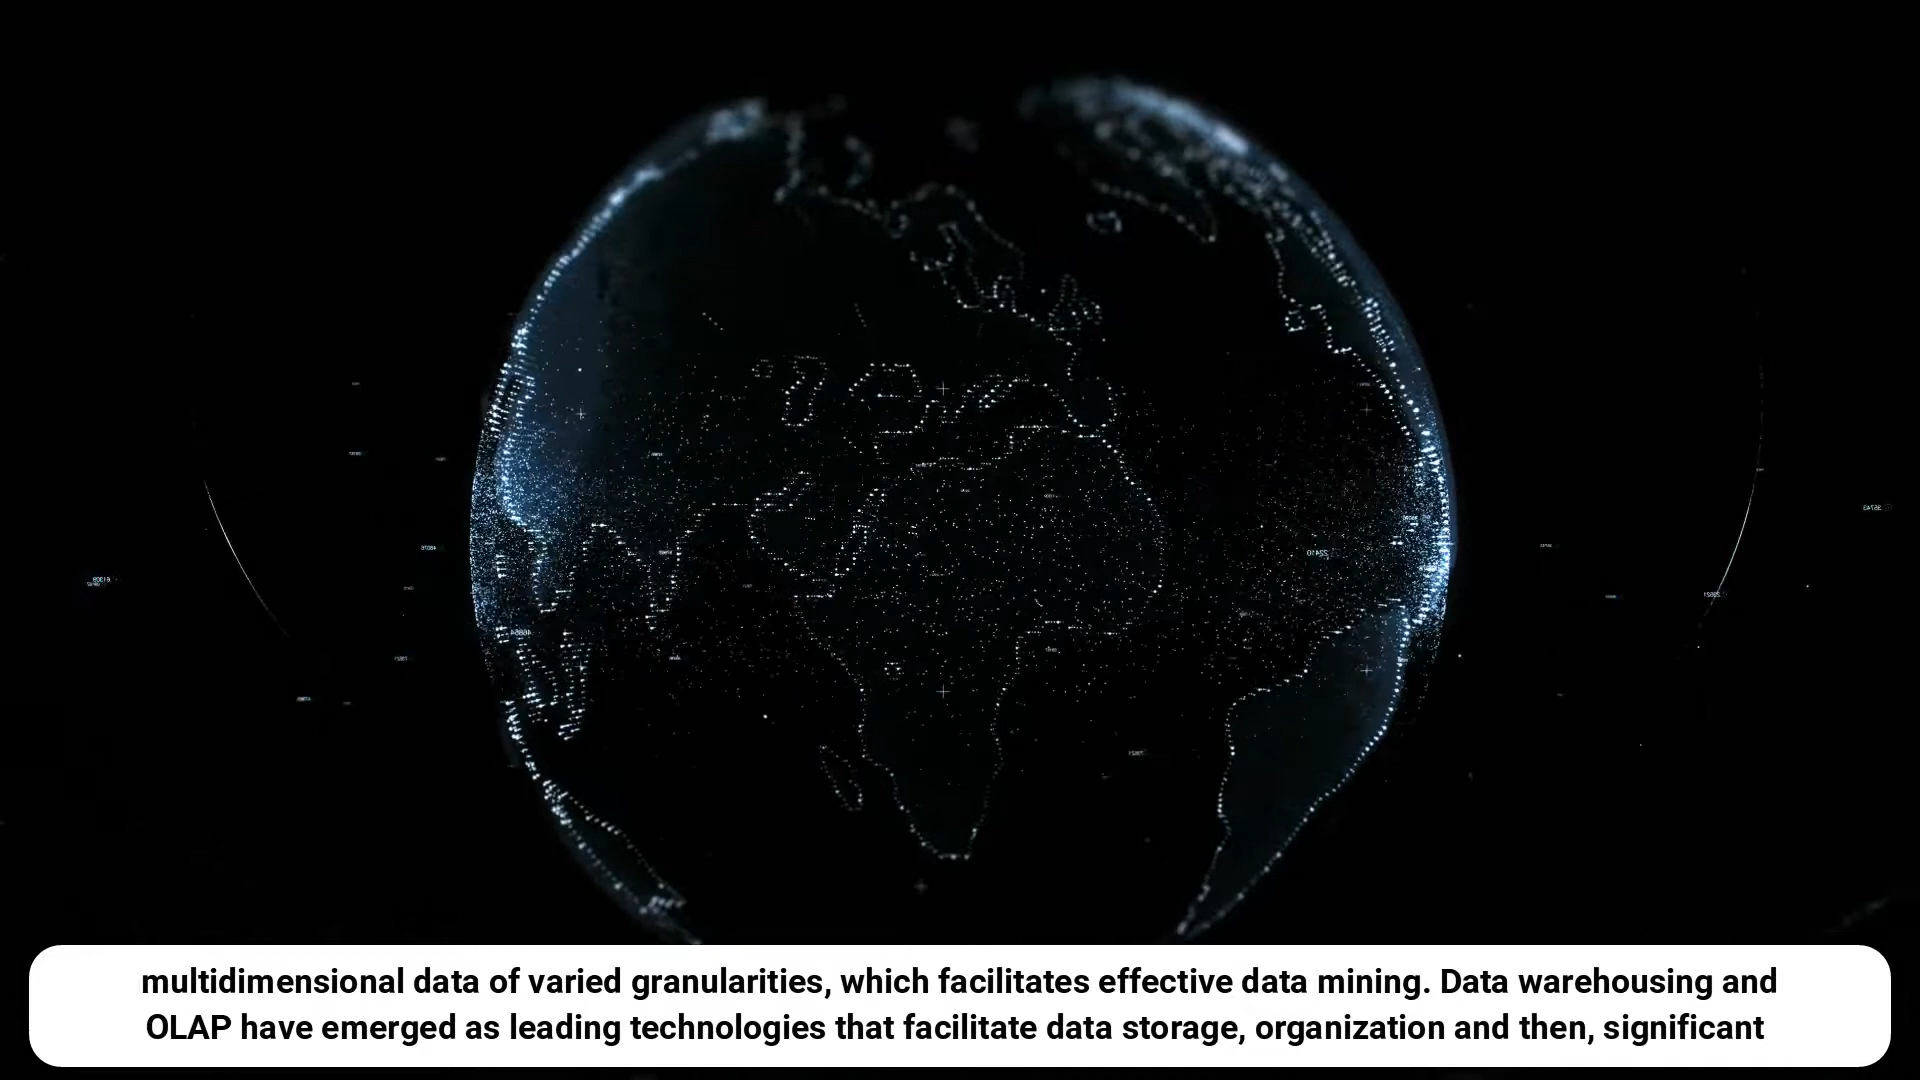 multidimensional data of varied granularities, which facilitates effective data mining. Data warehousing and
OLAP have emerged as leading technologies that facilitate data storage, organization and then, significant